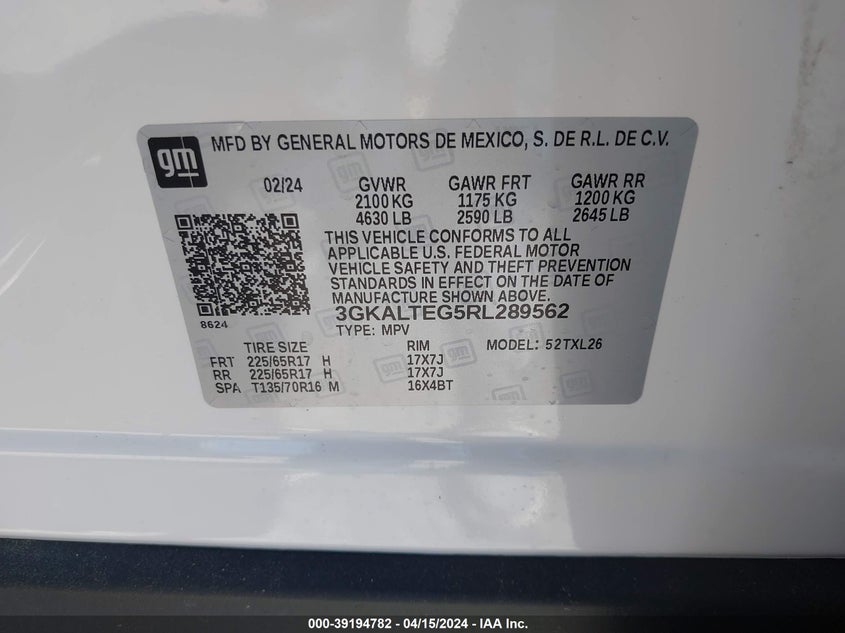 gm
MFD BY GENERAL MOTORS DE MEXICO, S. DE R.L. DE C.V.
02/24 GVWR GAWR FRT GAWR RR
2100 KG 1175 KG 1200 KG
4630 LB 2590 LB 2645 LB
THIS VEHICLE CONFORMS TO ALL
APPLICABLE U.S. FEDERAL MOTOR
VEHICLE SAFETY AND THEFT PREVENTION
STANDARDS IN EFFECT ON THE DATE OF
MANUFACTURE SHOWN ABOVE.
8624
3GKALTEG5RL289562
TYPE: MPV
TIRE SIZE RIM MODEL: 52TXL26
FRT 225/65R17 H 17X7J
RR 225/65R17 H 17X7J
SPA T135/70R16 M 16X4BT
000-39194782 - 04/15/2024 - IAA Inc.